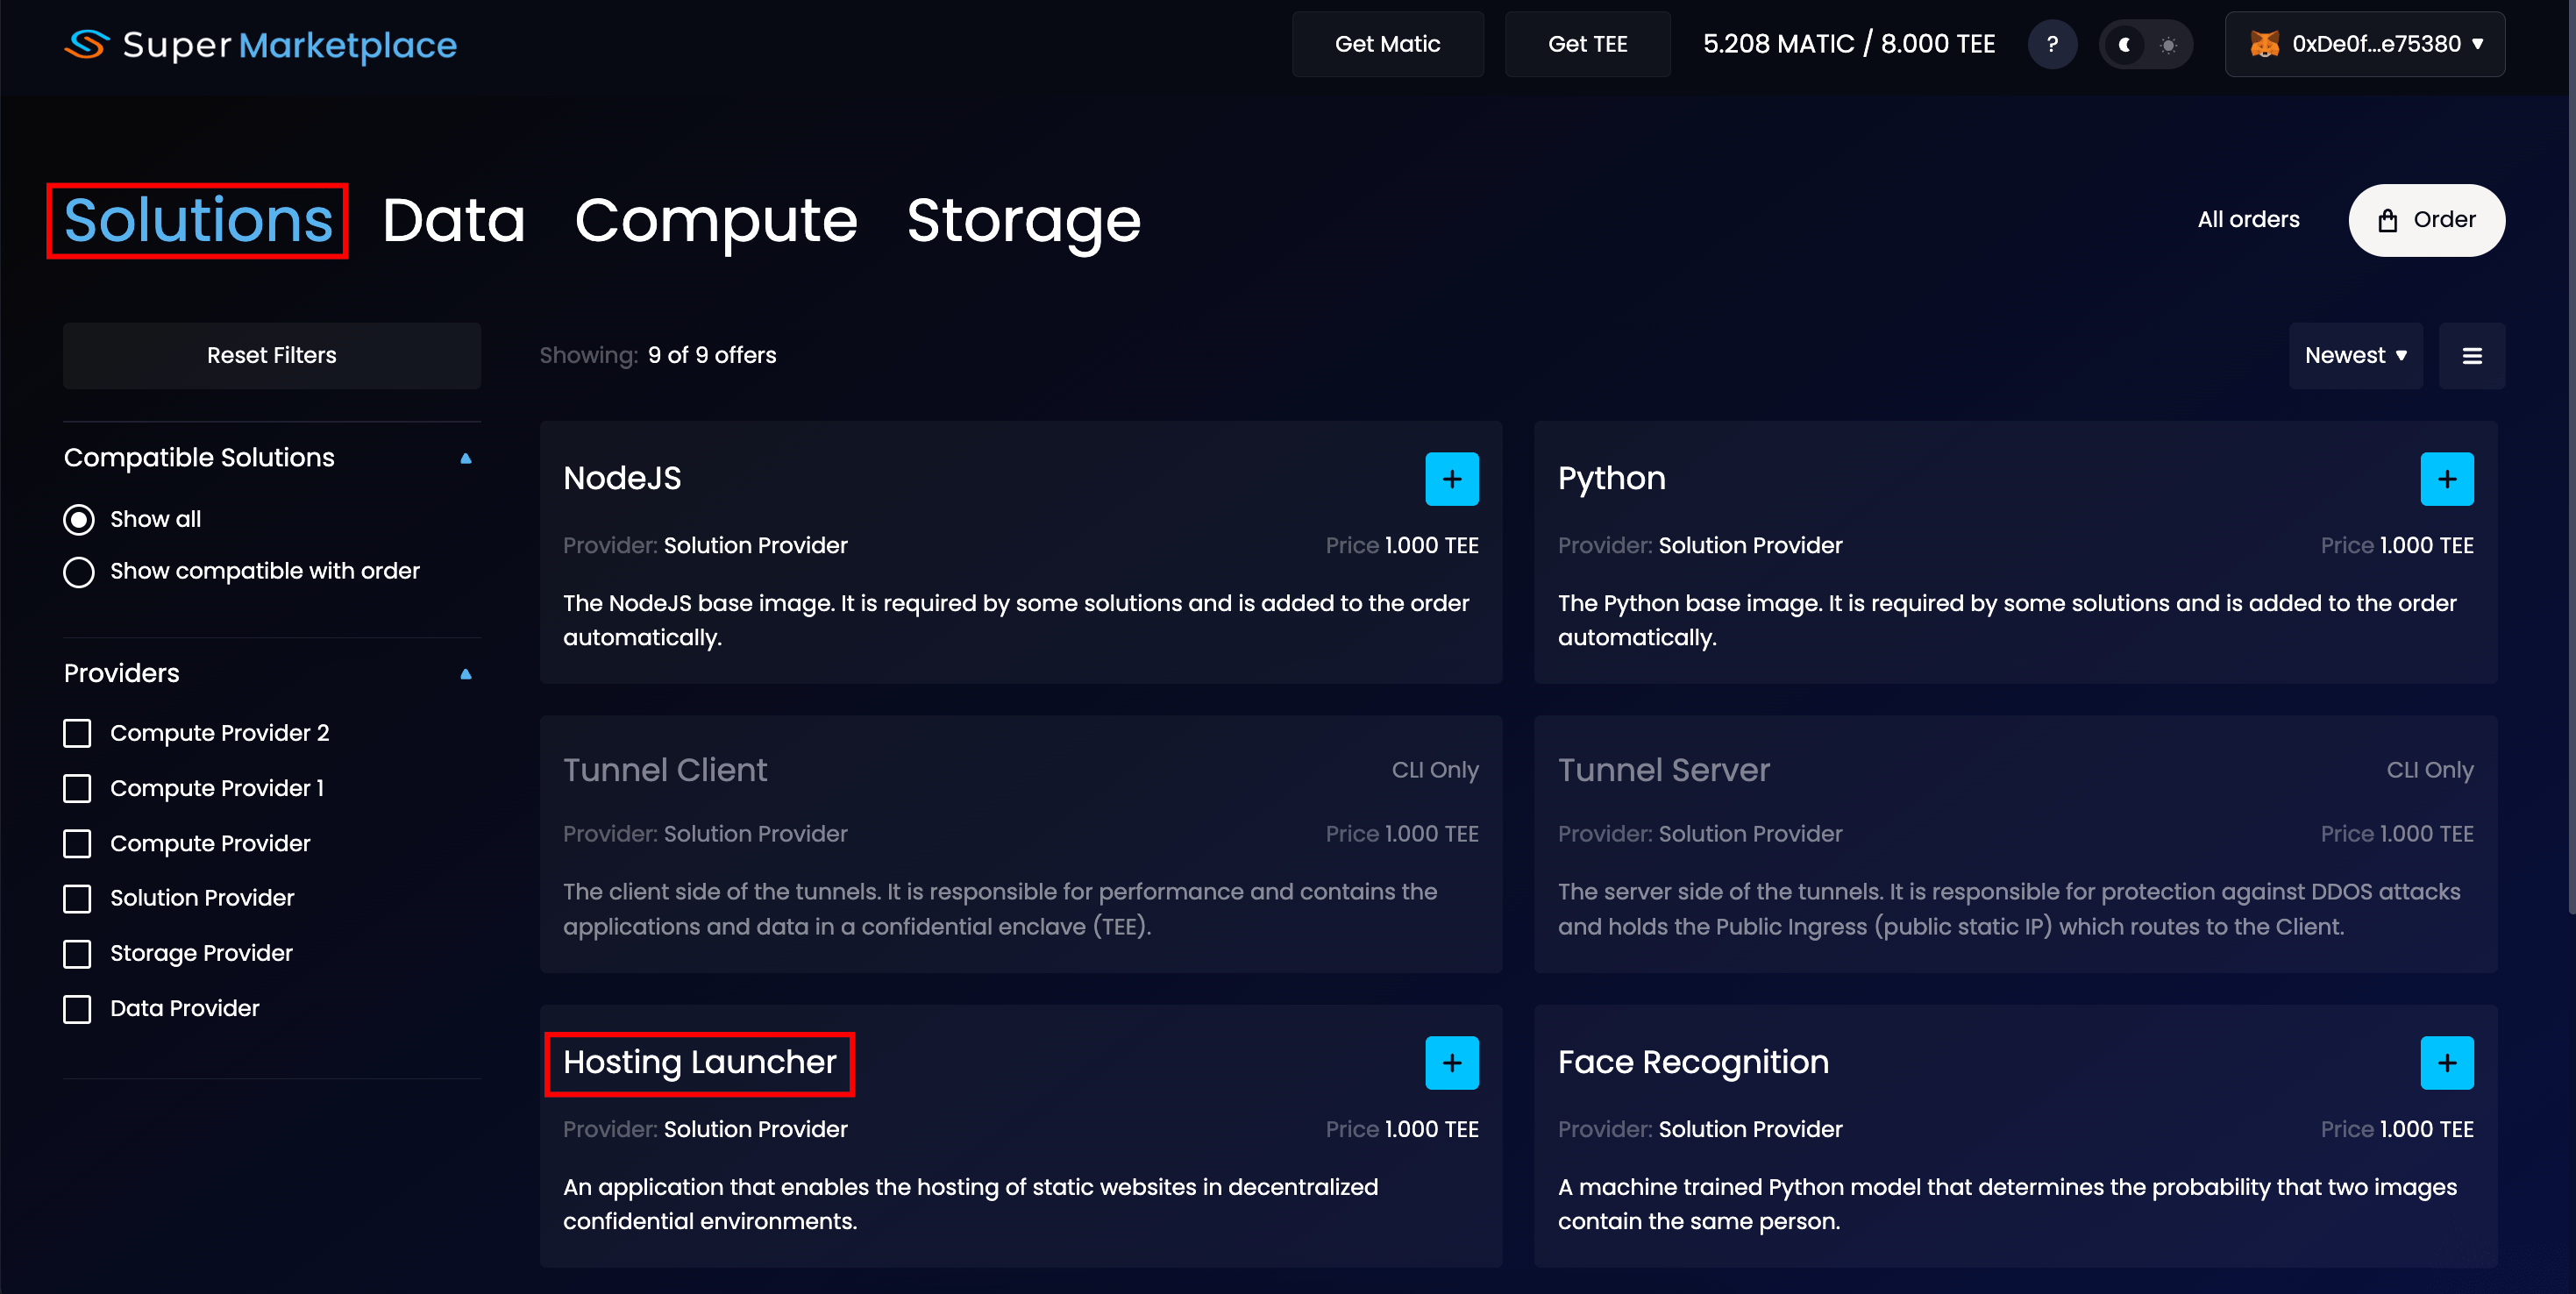 Super Marketplace
Get Matic
Get TEE
5.208 MATIC / 8.000 TEE
?
0xDe0f...e75380
Solutions
Data
Compute
Storage
All orders
Order
Reset Filters
Showing: 9 of 9 offers
Newest
Compatible Solutions
Show all
Show compatible with order
Providers
Compute Provider 2
Compute Provider 1
Compute Provider
Solution Provider
Storage Provider
Data Provider
NodeJS
+
Provider: Solution Provider
Price 1.000 TEE
The NodeJS base image. It is required by some solutions and is added to the order
automatically.
Python
+
Provider: Solution Provider
Price 1.000 TEE
The Python base image. It is required by some solutions and is added to the order
automatically.
Tunnel Client
CLI Only
Provider: Solution Provider
Price 1.000 TEE
The client side of the tunnels. It is responsible for performance and contains the
applications and data in a confidential enclave (TEE).
Tunnel Server
CLI Only
Provider: Solution Provider
Price 1.000 TEE
The server side of the tunnels. It is responsible for protection against DDOS attacks
and holds the Public Ingress (public static IP) which routes to the Client.
Hosting Launcher
+
Provider: Solution Provider
Price 1.000 TEE
An application that enables the hosting of static websites in decentralized
confidential environments.
Face Recognition
+
Provider: Solution Provider
Price 1.000 TEE
A machine trained Python model that determines the probability that two images
contain the same person.